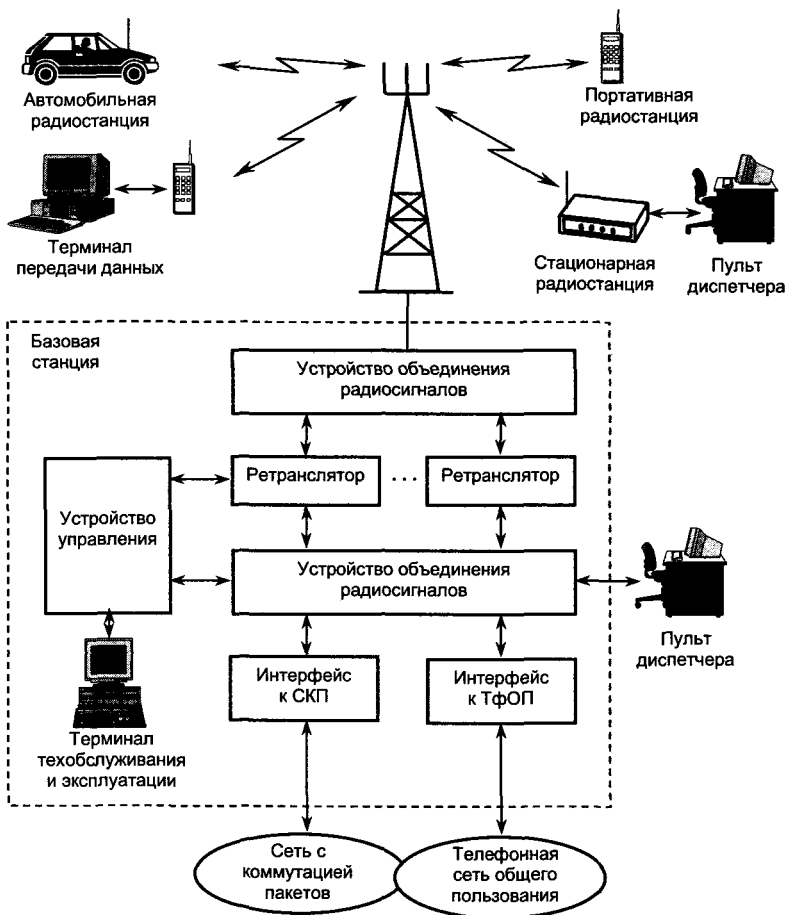 Автомобильная
радиостанция
Портативная
радиостанция
Терминал
передачи данных
Стационарная
радиостанция
Пульт
диспетчера
Базовая
станция
Устройство объединения
радиосигналов
Ретранслятор
. . .
Ретранслятор
Устройство
управления
Устройство объединения
радиосигналов
Пульт
диспетчера
Интерфейс
к СКП
Интерфейс
к ТфОП
Терминал
техобслуживания
и эксплуатации
Сеть с
коммутацией
пакетов
Телефонная
сеть общего
пользования